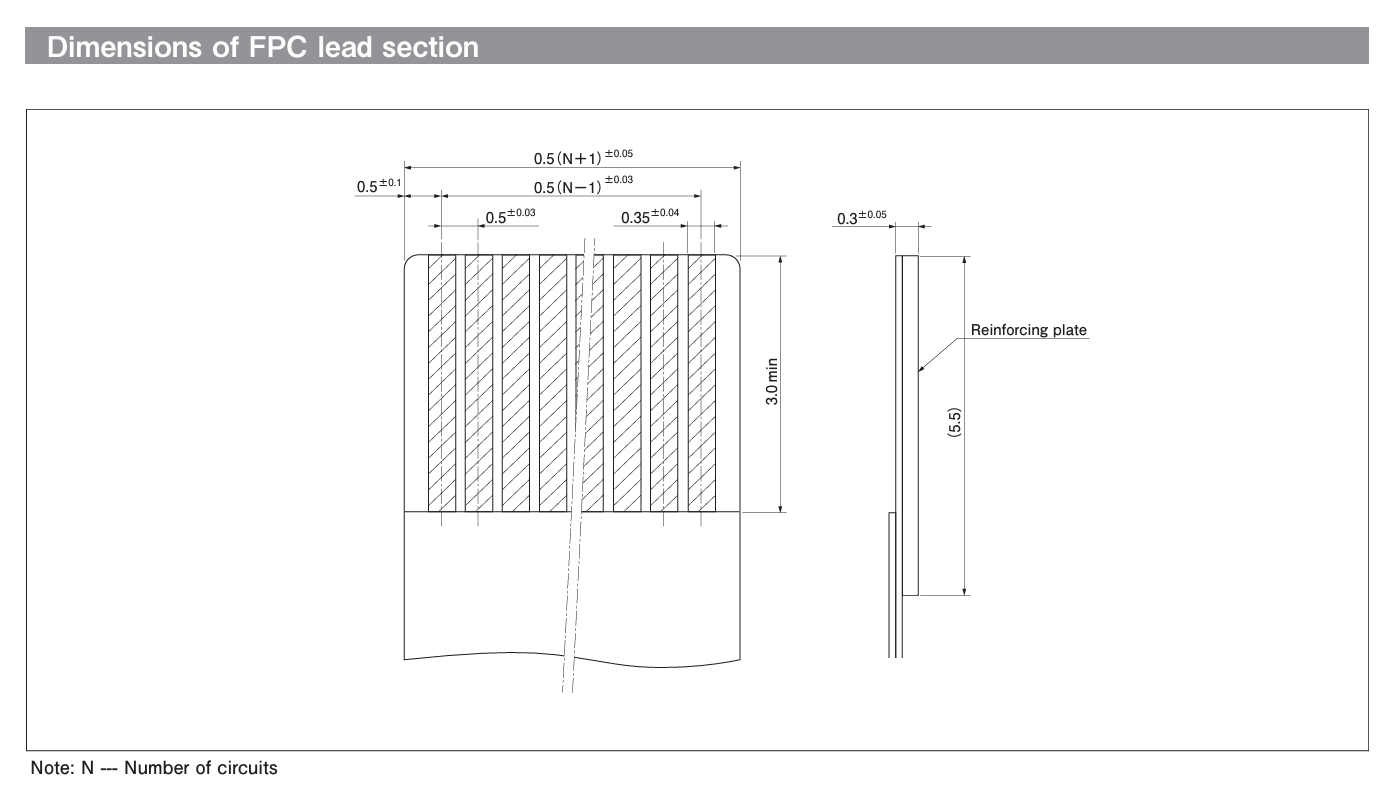 Dimensions of FPC lead section
0.5(N+1)±0.05
0.5±0.1
0.5(N−1)±0.03
0.5±0.03
0.35±0.04
0.3±0.05
Reinforcing plate
3.0min
(5.5)
Note: N --- Number of circuits